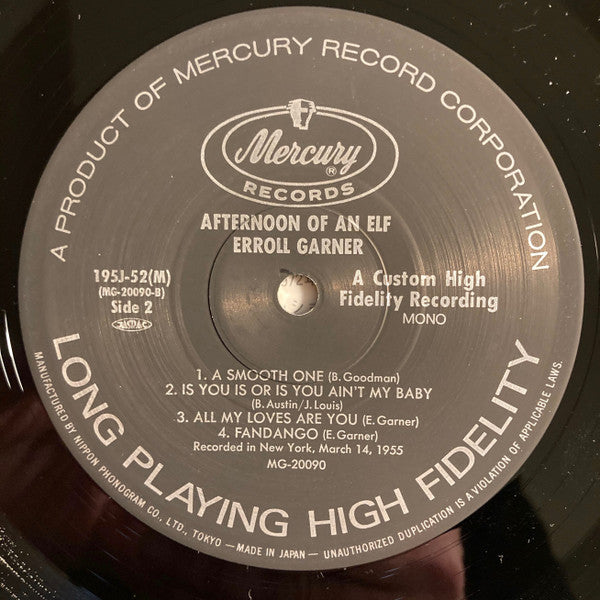 A PRODUCT OF MERCURY RECORD CORPORATION
Mercury
®
RECORDS
AFTERNOON OF AN ELF
ERROLL GARNER
195J-52(M)
(MG-20090-B)
Side 2
JASRAC
A Custom High
Fidelity Recording
MONO
1. A SMOOTH ONE (B. Goodman)
2. IS YOU IS OR IS YOU AIN'T MY BABY
(B. Austin/J. Louis)
3. ALL MY LOVES ARE YOU (E. Garner)
4. FANDANGO (E. Garner)
Recorded in New York, March 14, 1955
MG-20090
LONG PLAYING HIGH FIDELITY
MANUFACTURED BY NIPPON PHONOGRAM CO., LTD., TOKYO — MADE IN JAPAN — UNAUTHORIZED DUPLICATION IS A VIOLATION OF APPLICABLE LAWS.